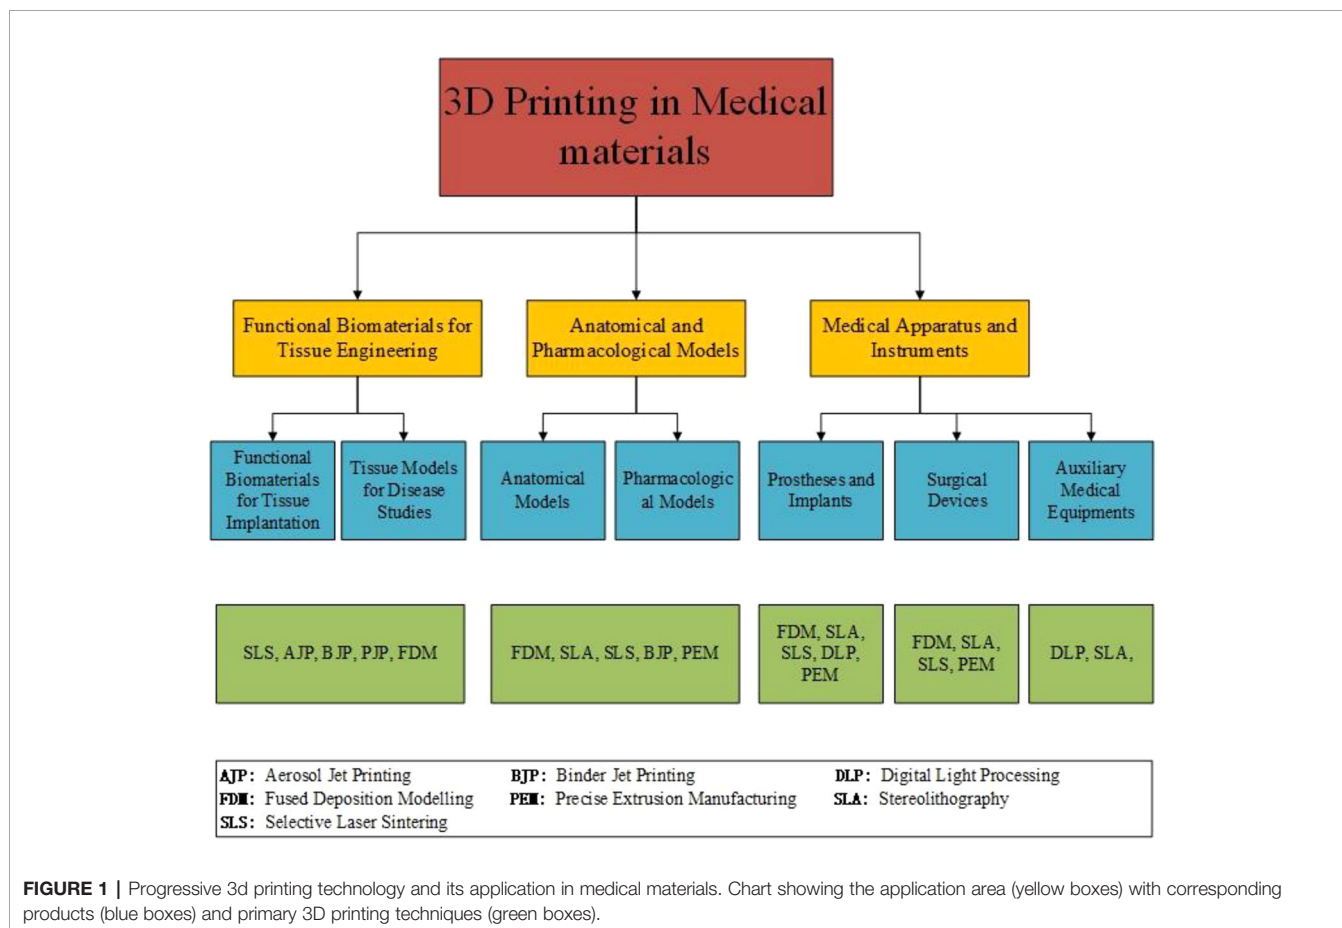 3D Printing in Medical
materials
Functional Biomaterials for
Tissue Engineering
Anatomical and
Pharmacological Models
Medical Apparatus and
Instruments
Functional
Biomaterials
for Tissue
Implantation
Tissue Models
for Disease
Studies
Anatomical
Models
Pharmacologic
al Models
Prostheses and
Implants
Surgical
Devices
Auxiliary
Medical
Equipments
SLS, AJP, BJP, PJP, FDM
FDM, SLA, SLS, BJP, PEM
FDM, SLA,
SLS, DLP,
PEM
FDM, SLA,
SLS, PEM
DLP, SLA,
AJP: Aerosol Jet Printing
BJP: Binder Jet Printing
DLP: Digital Light Processing
FDM: Fused Deposition Modelling
PEM: Precise Extrusion Manufacturing
SLA: Stereolithography
SLS: Selective Laser Sintering
FIGURE 1 | Progressive 3d printing technology and its application in medical materials. Chart showing the application area (yellow boxes) with corresponding
products (blue boxes) and primary 3D printing techniques (green boxes).